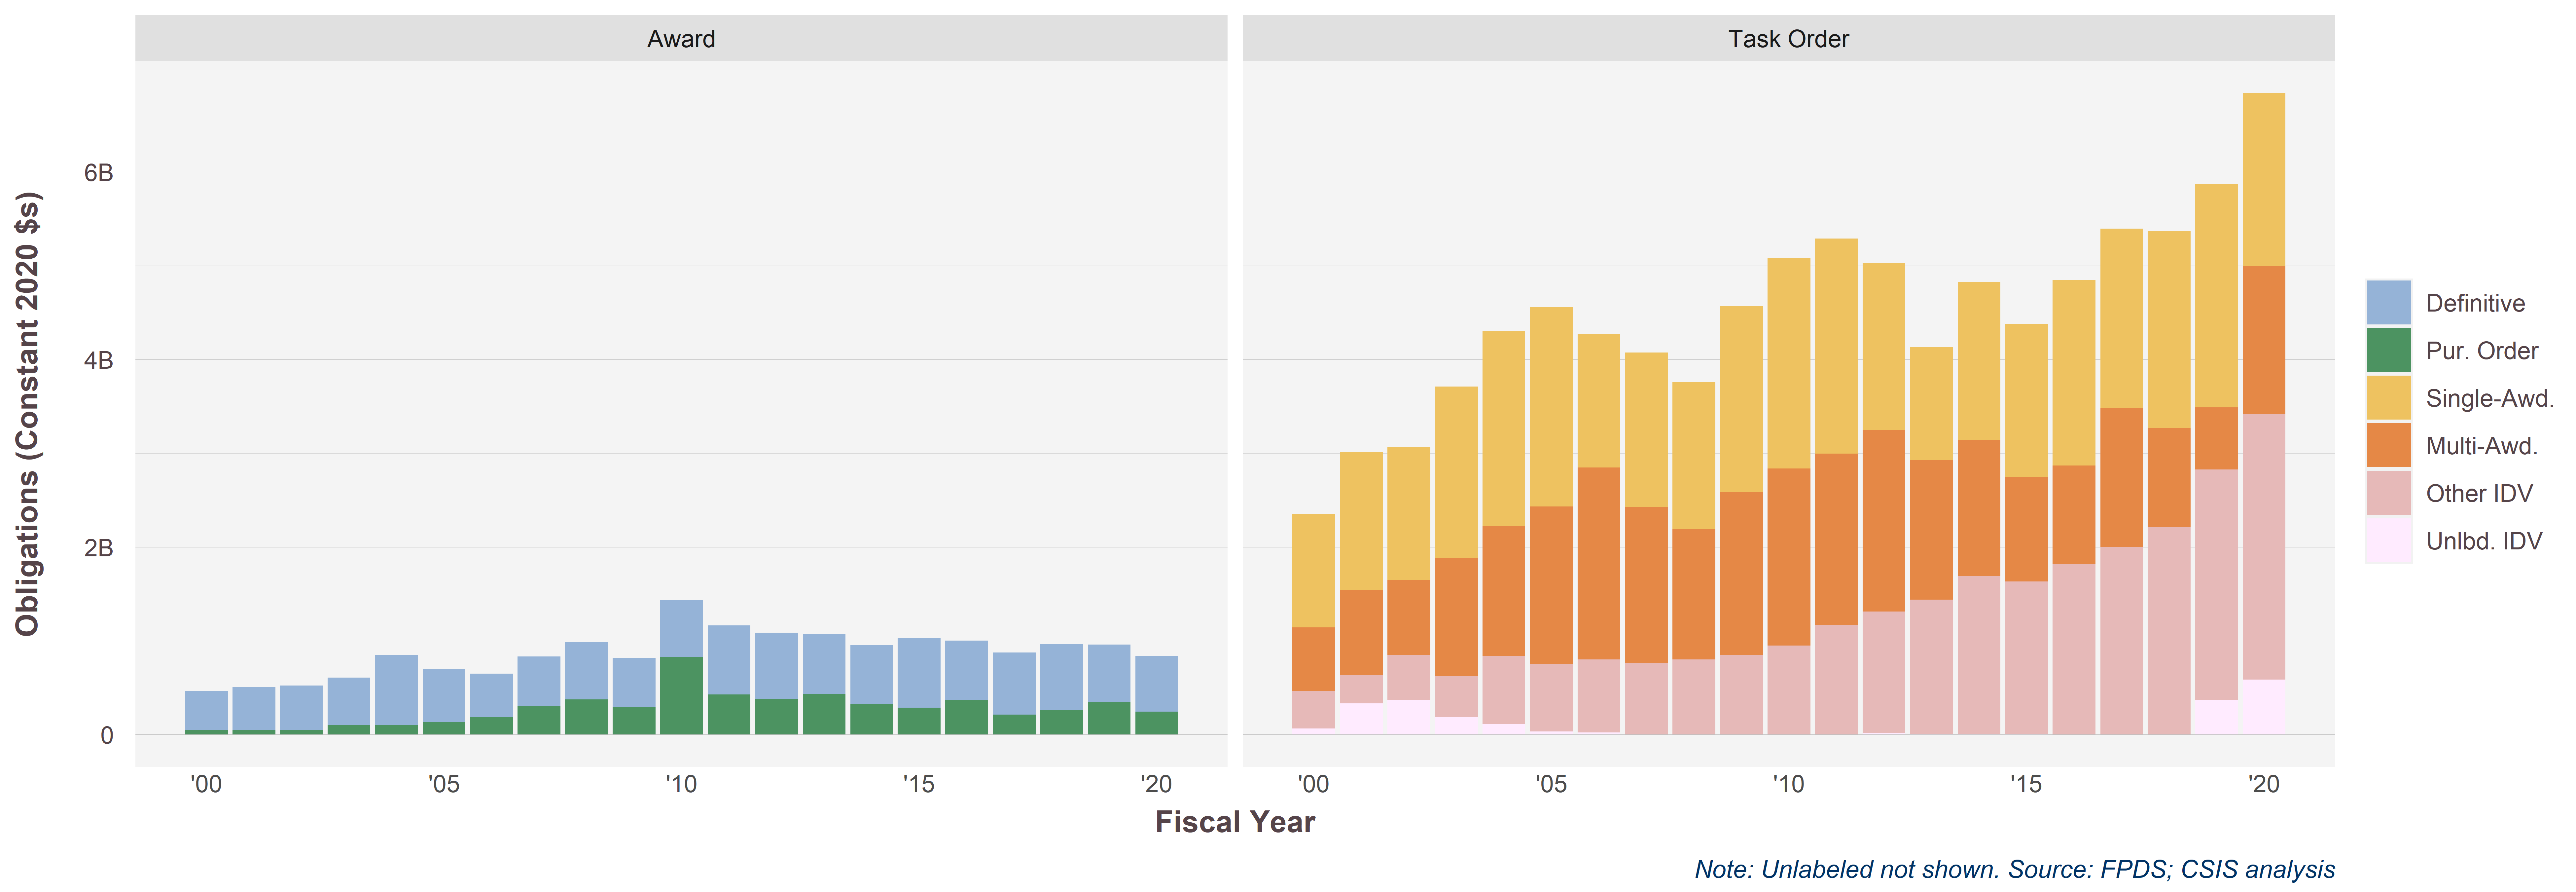 Award
Task Order
Obligations (Constant 2020 $s)
6B
4B
2B
0
'00
'05
'10
'15
'20
'00
'05
'10
'15
'20
Fiscal Year
Definitive
Pur. Order
Single-Awd.
Multi-Awd.
Other IDV
Unlbd. IDV
Note: Unlabeled not shown. Source: FPDS; CSIS analysis